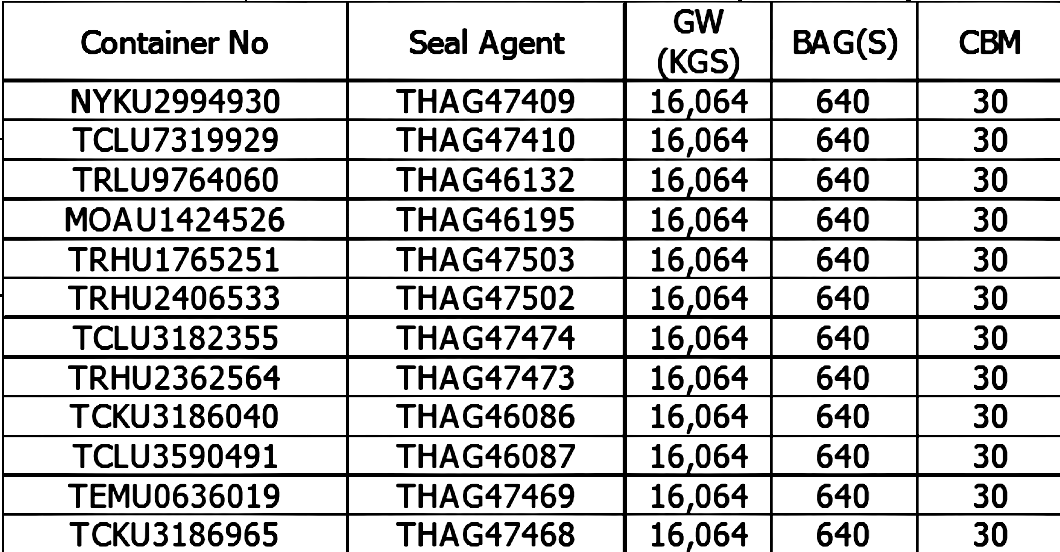 Container No Seal Agent GW (KGS) BAG(S) CBM
NYKU2994930 THAG47409 16,064 640 30
TCLU7319929 THAG47410 16,064 640 30
TRLU9764060 THAG46132 16,064 640 30
MOAU1424526 THAG46195 16,064 640 30
TRHU1765251 THAG47503 16,064 640 30
TRHU2406533 THAG47502 16,064 640 30
TCLU3182355 THAG47474 16,064 640 30
TRHU2362564 THAG47473 16,064 640 30
TCKU3186040 THAG46086 16,064 640 30
TCLU3590491 THAG46087 16,064 640 30
TEMU0636019 THAG47469 16,064 640 30
TCKU3186965 THAG47468 16,064 640 30